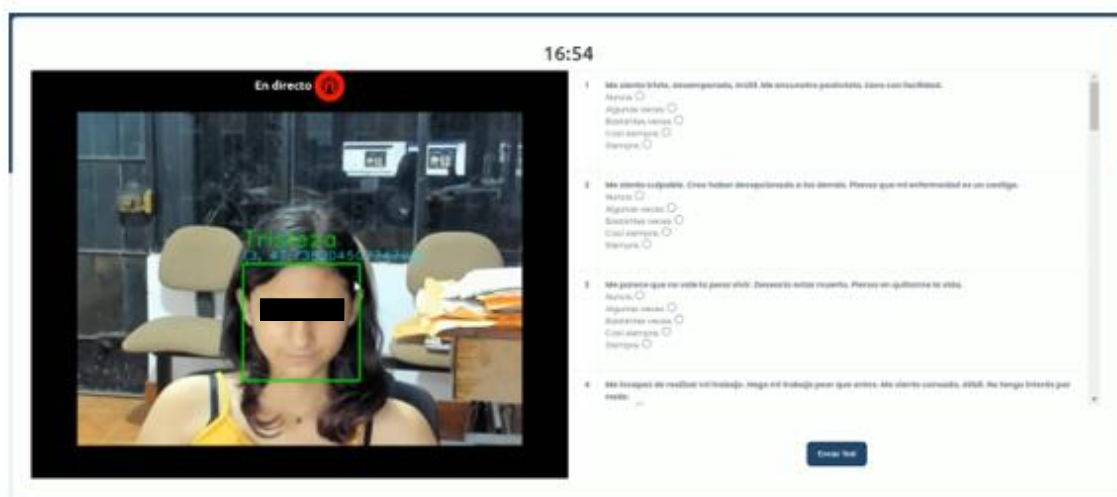 16:54
En directo
Tristeza
1 Me siento triste, desamparado, inútil. Me encuentro pesimista. Lloro con facilidad.
Nunca
Algunas veces
Bastantes veces
Casi siempre
Siempre
2 Me siento culpable. Creo haber decepcionado a los demás. Pienso que mi enfermedad es un castigo.
Nunca
Algunas veces
Bastantes veces
Casi siempre
Siempre
3 Me parece que no vale la pena vivir. Desearía estar muerto. Pienso en quitarme la vida.
Nunca
Algunas veces
Bastantes veces
Casi siempre
Siempre
4 Me incapaz de realizar mi trabajo. Hago mi trabajo peor que antes. Me siento cansado, débil. No tengo interés por
nada.
Enviar Test